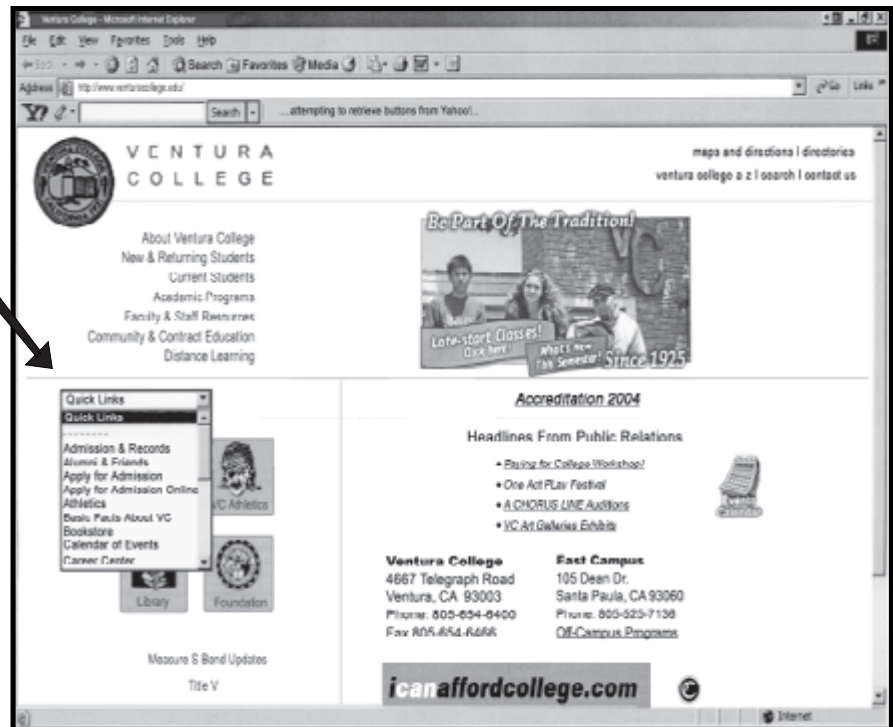 Ventura College - Microsoft Internet Explorer
File Edit View Favorites Tools Help
Search Favorites Media
Address http://www.venturacollege.edu/ Go Links
Y! Search ...attempting to retrieve buttons from Yahoo!...
VENTURA
COLLEGE
maps and directions | directories
ventura college a z | search | contact us
About Ventura College
New & Returning Students
Current Students
Academic Programs
Faculty & Staff Resources
Community & Contract Education
Distance Learning
Be Part Of The Tradition!
VC
Late-start Classes!
Click here!
What's new
This Semester!
Since 1925
Quick Links
Quick Links
--------
Admission & Records
Alumni & Friends
Apply for Admission
Apply for Admission Online
Athletics
Basic Facts About VC
Bookstore
Calendar of Events
Career Center
VC Athletics
Library
Foundation
Measure S Bond Updates
Title V
Accreditation 2004
Headlines From Public Relations
• Paying for College Workshop!
• One Act PLay Festival
• A CHORUS LINE Auditions
• VC Art Galleries Exhibits
Ventura College
4667 Telegraph Road
Ventura, CA 93003
Phone: 805-654-6400
Fax 805-654-6466
East Campus
105 Dean Dr.
Santa Paula, CA 93060
Phone: 805-525-7136
Off-Campus Programs
icanaffordcollege.com
Internet